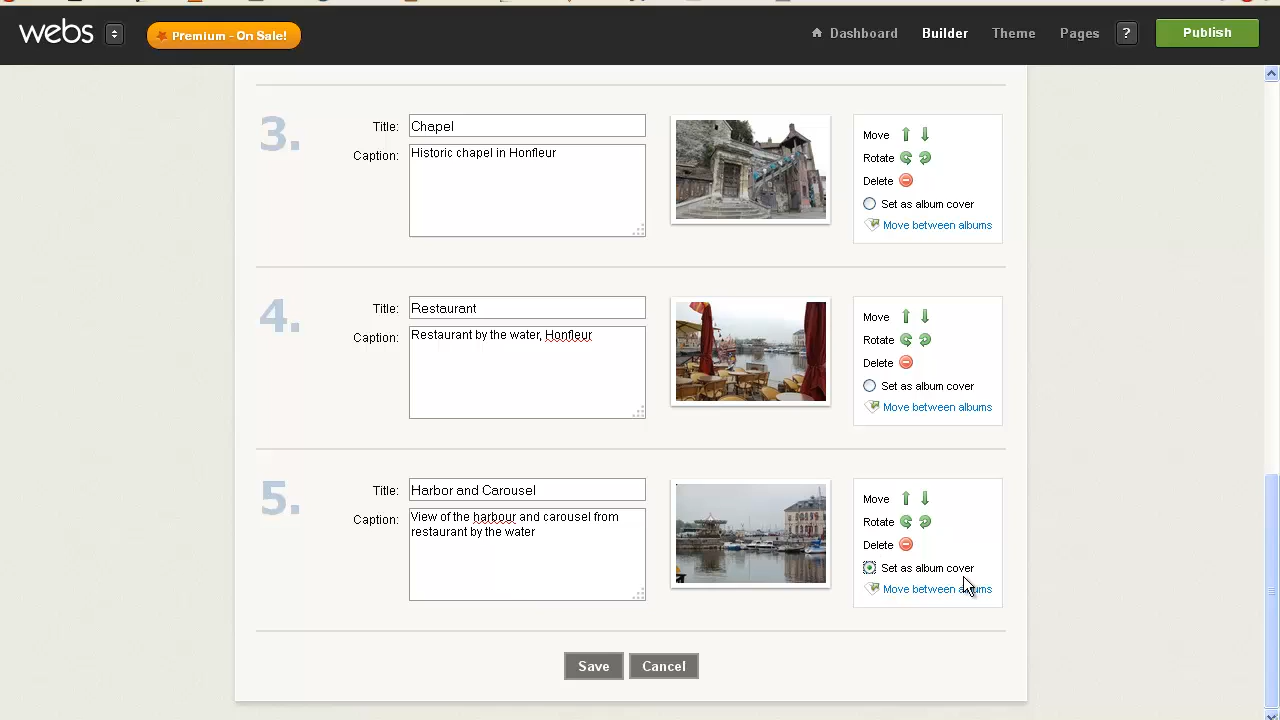 webs
Premium - On Sale!
Dashboard
Builder
Theme
Pages
?
Publish
3.
Title:
Chapel
Caption:
Historic chapel in Honfleur
Move
Rotate
Delete
Set as album cover
Move between albums
4.
Title:
Restaurant
Caption:
Restaurant by the water, Honfleur
Move
Rotate
Delete
Set as album cover
Move between albums
5.
Title:
Harbor and Carousel
Caption:
View of the harbour and carousel from
restaurant by the water
Move
Rotate
Delete
Set as album cover
Move between albums
Save
Cancel